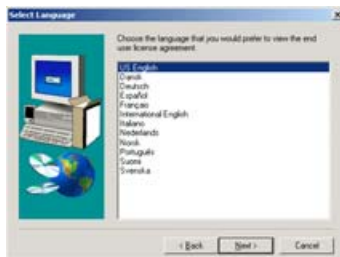 Select Language
Choose the language that you would prefer to view the end
user license agreement.
US English
Dansk
Deutsch
Español
Français
International English
Italiano
Nederlands
Norsk
Português
Suomi
Svenska
< Back
Next >
Cancel